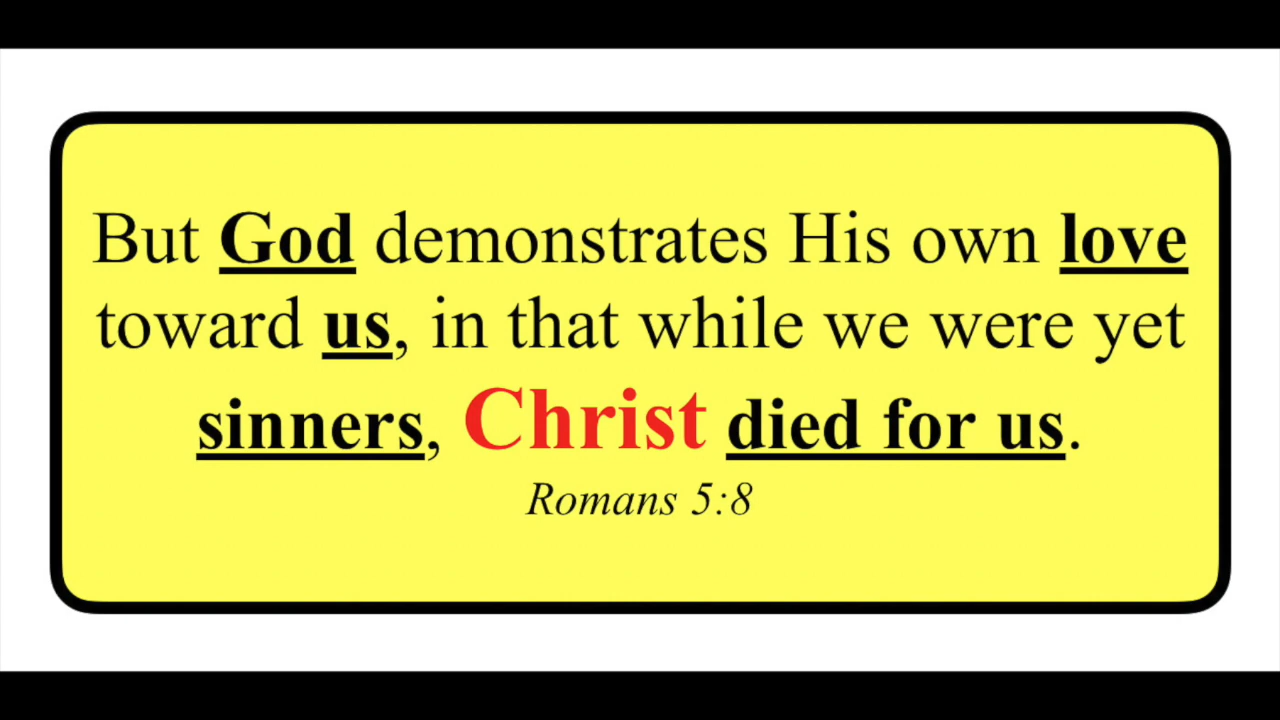 But God demonstrates His own love
toward us, in that while we were yet
sinners, Christ died for us.
Romans 5:8